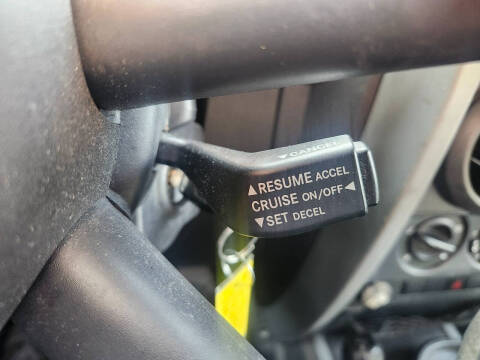 ▼CANCEL
▲RESUME ACCEL
CRUISE ON/OFF◀
▼SET DECEL